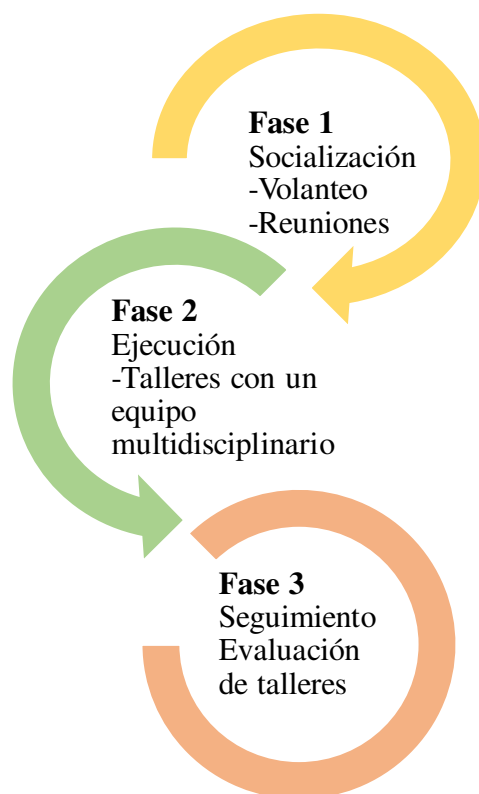 Fase 1
Socialización
-Volanteo
-Reuniones
Fase 2
Ejecución
-Talleres con un
equipo
multidisciplinario
Fase 3
Seguimiento
Evaluación
de talleres